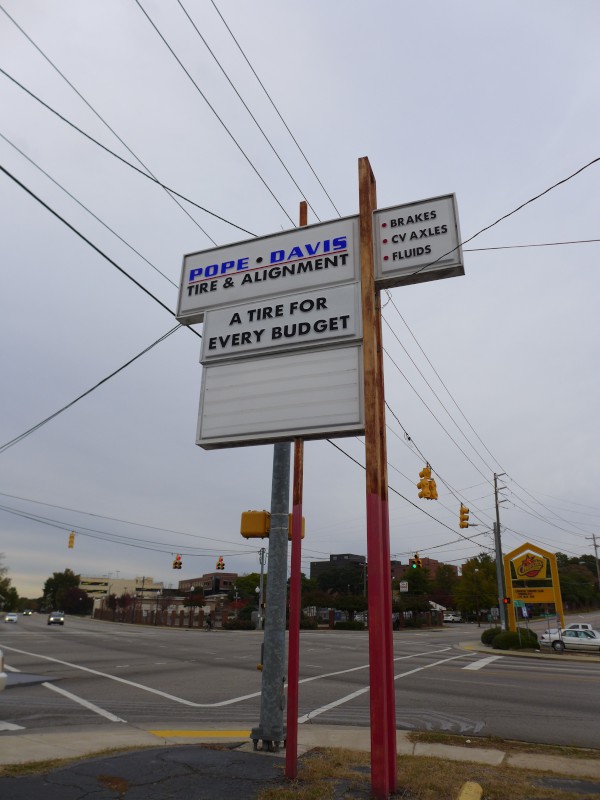 POPE • DAVIS
TIRE & ALIGNMENT
• BRAKES
• CV AXLES
• FLUIDS
A TIRE FOR
EVERY BUDGET